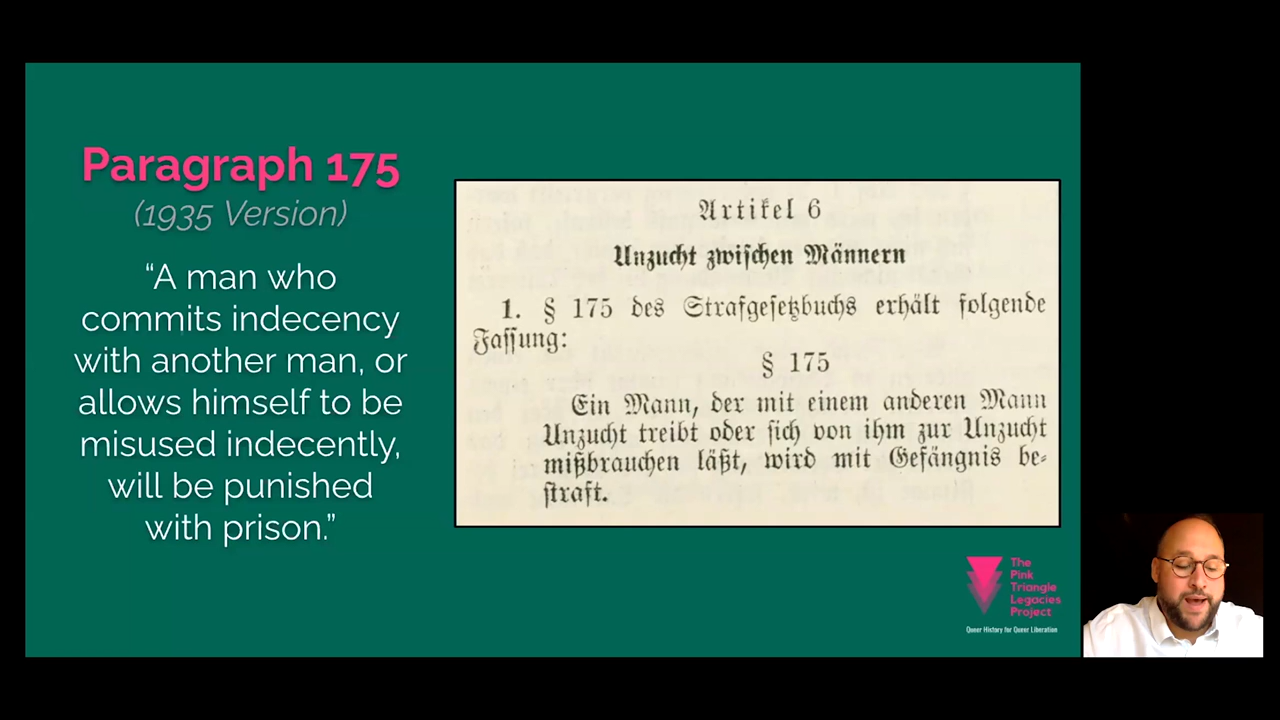 Paragraph 175
(1935 Version)
“A man who
commits indecency
with another man, or
allows himself to be
misused indecently,
will be punished
with prison.”
Artikel 6
Unzucht zwischen Männern
1. § 175 des Strafgesetzbuchs erhält folgende
Fassung:
§ 175
Ein Mann, der mit einem anderen Mann
Unzucht treibt oder sich von ihm zur Unzucht
mißbrauchen läßt, wird mit Gefängnis be-
straft.
The
Pink
Triangle
Legacies
Project
Queer History for Queer Liberation